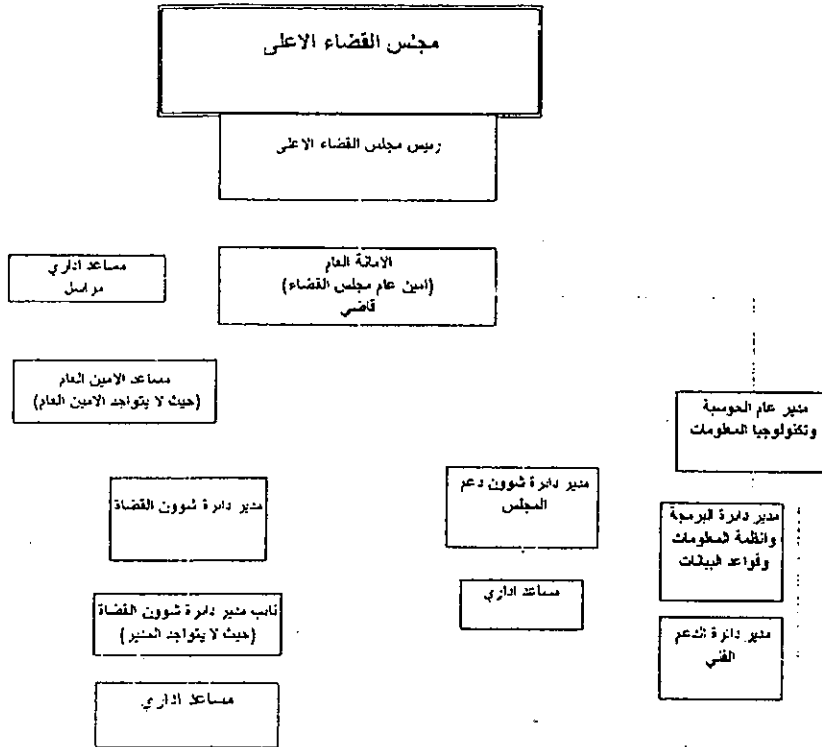 مجلس القضاء الاعلى
رئيس مجلس القضاء الاعلى
الامانة العام
(امين عام مجلس القضاء)
قاضي
مساعد اداري
مراسل
مساعد الامين العام
(حيث لا يتواجد الامين العام)
مدير عام الحوسبة
وتكنولوجيا المعلومات
مدير دائرة شوون دعم
المجلس
مدير دائرة شوون القضاة
مدير دائرة البرمجة
وانظمة المعلومات
وقواعد البيانات
مساعد اداري
نائب مدير دائرة شوون القضاة
(حيث لا يتواجد المدير)
مدير دائرة الدعم
الفني
مساعد اداري